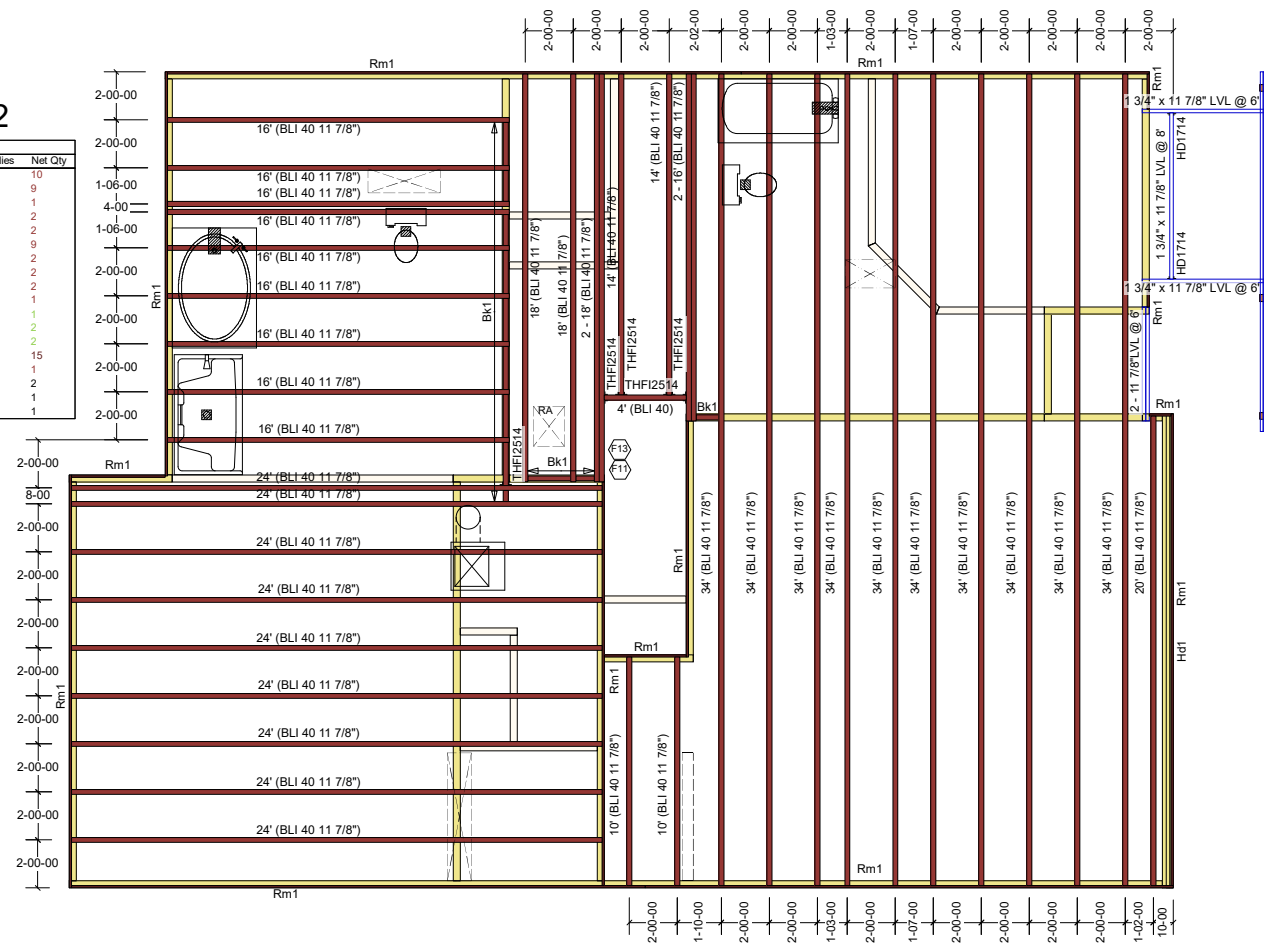 2
lies Net Qty
10
9
1
2
2
9
2
2
2
1
1
2
2
15
1
2
1
1
2-00-00
2-00-00
2-00-00
2-02-00
2-00-00
2-00-00
1-03-00
2-00-00
1-07-00
2-00-00
2-00-00
2-00-00
2-00-00
2-00-00
Rm1
Rm1
Rm1
2-00-00
2-00-00
1-06-00
4-00
1-06-00
2-00-00
2-00-00
2-00-00
2-00-00
2-00-00
8-00
2-00-00
2-00-00
2-00-00
2-00-00
2-00-00
2-00-00
2-00-00
2-00-00
16' (BLI 40 11 7/8")
16' (BLI 40 11 7/8")
16' (BLI 40 11 7/8")
16' (BLI 40 11 7/8")
16' (BLI 40 11 7/8")
16' (BLI 40 11 7/8")
16' (BLI 40 11 7/8")
16' (BLI 40 11 7/8")
16' (BLI 40 11 7/8")
Rm1
Bk1
Rm1
18' (BLI 40 11 7/8")
18' (BLI 40 11 7/8")
2 - 18' (BLI 40 11 7/8")
14' (BLI 40 11 7/8")
14' (BLI 40 11 7/8")
2 - 16' (BLI 40 11 7/8")
THFI2514
THFI2514
THFI2514
THFI2514
THFI2514
4' (BLI 40)
Bk1
RA
Bk1
F13
F11
1 3/4" x 11 7/8" LVL @ 6'
HD1714
1 3/4" x 11 7/8" LVL @ 8'
HD1714
1 3/4" x 11 7/8" LVL @ 6'
Rm1
2 - 11 7/8"LVL @ 6'
Rm1
24' (BLI 40 11 7/8")
24' (BLI 40 11 7/8")
24' (BLI 40 11 7/8")
24' (BLI 40 11 7/8")
24' (BLI 40 11 7/8")
24' (BLI 40 11 7/8")
24' (BLI 40 11 7/8")
24' (BLI 40 11 7/8")
24' (BLI 40 11 7/8")
Rm1
Rm1
Rm1
Rm1
10' (BLI 40 11 7/8")
10' (BLI 40 11 7/8")
34' (BLI 40 11 7/8")
34' (BLI 40 11 7/8")
34' (BLI 40 11 7/8")
34' (BLI 40 11 7/8")
34' (BLI 40 11 7/8")
34' (BLI 40 11 7/8")
34' (BLI 40 11 7/8")
34' (BLI 40 11 7/8")
34' (BLI 40 11 7/8")
34' (BLI 40 11 7/8")
20' (BLI 40 11 7/8")
Rm1
Hd1
Rm1
Rm1
2-00-00
1-10-00
2-00-00
2-00-00
1-03-00
2-00-00
1-07-00
2-00-00
2-00-00
2-00-00
1-02-00
10-00